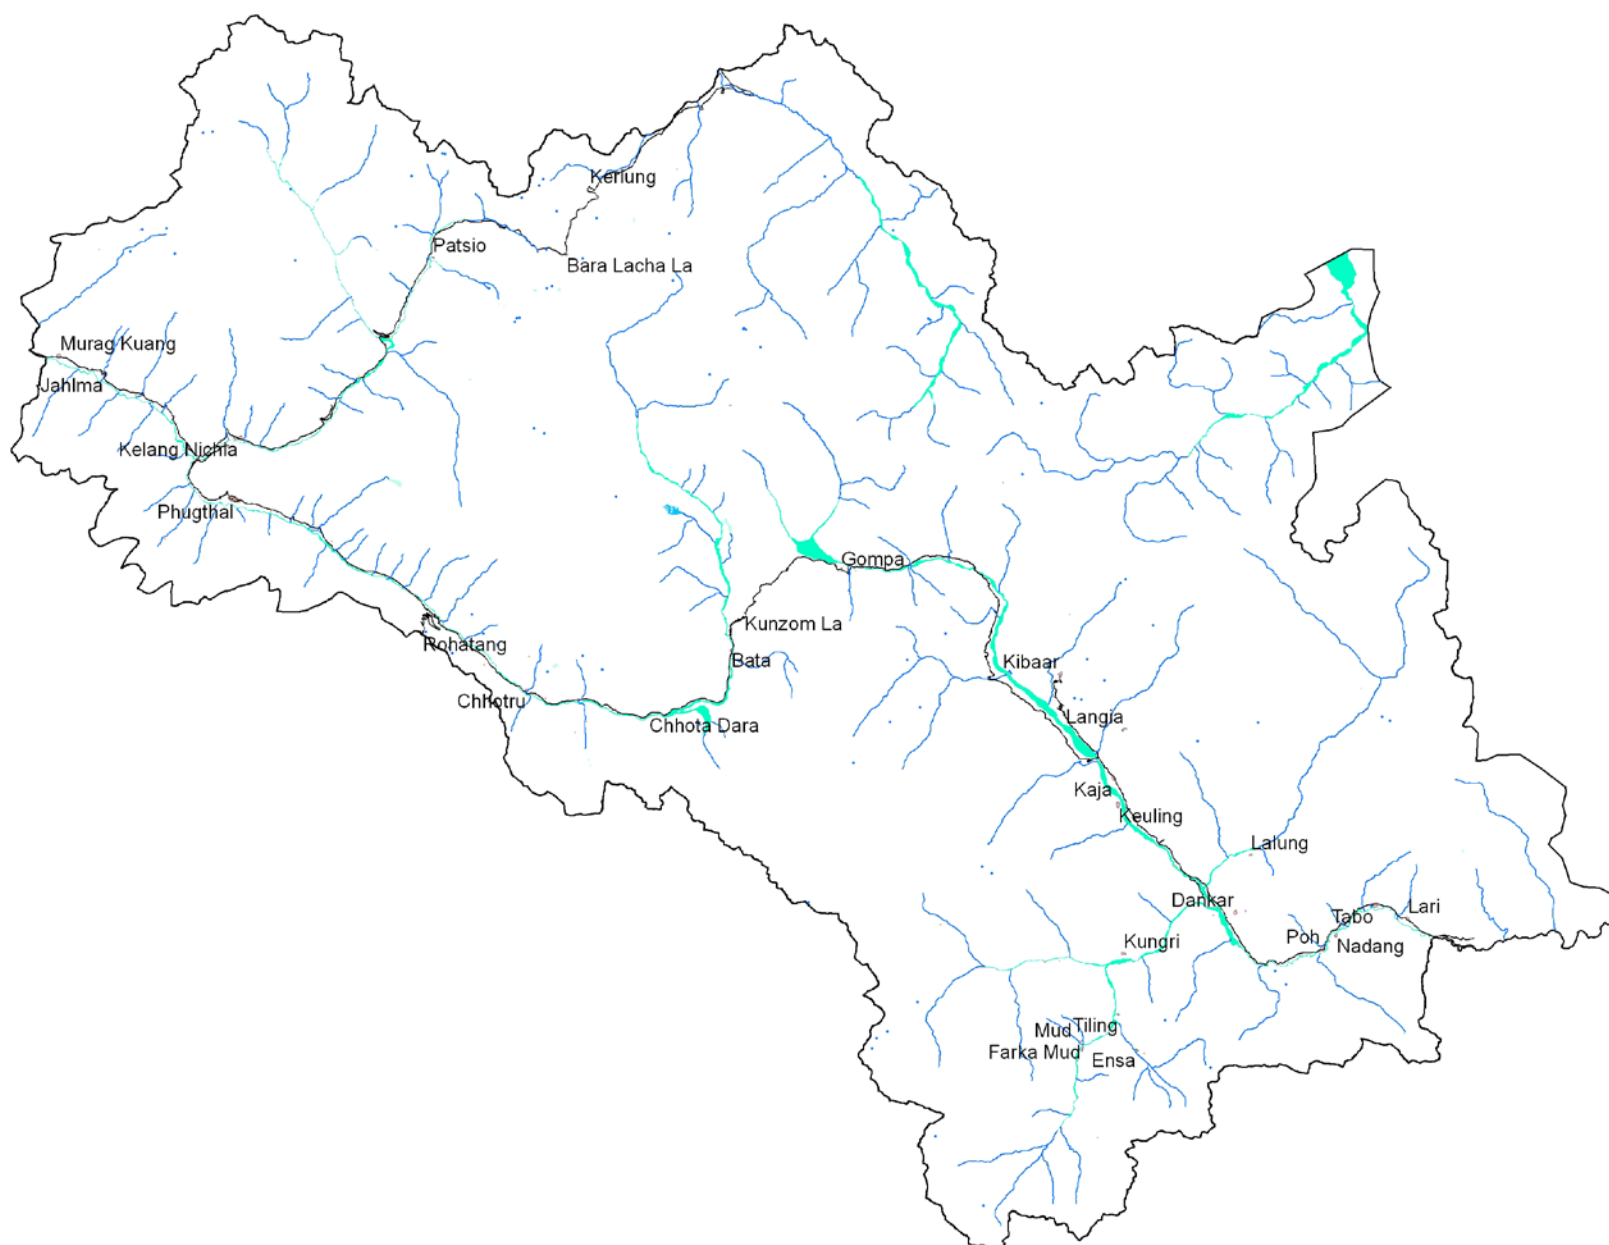 Kerlung
Patsio
Bara Lacha La
Murag Kuang
Jahlma
Kelang Nichla
Phugthal
Gompa
Kunzom La
Rohatang
Bata
Kibaar
Chhotru
Langia
Chhota Dara
Kaja
Keuling
Lalung
Dankar
Lari
Tabo
Poh
Nadang
Kungri
Tiling
Mud
Farka Mud
Ensa